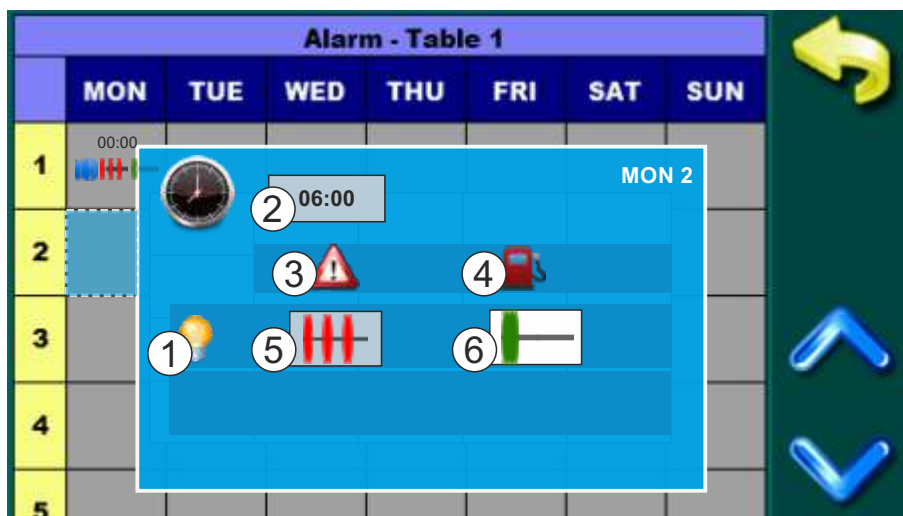 Alarm - Table 1
MON TUE WED THU FRI SAT SUN
1 00:00
MON 2
2 06:00
2
3 4
3
1 5 6
4
5